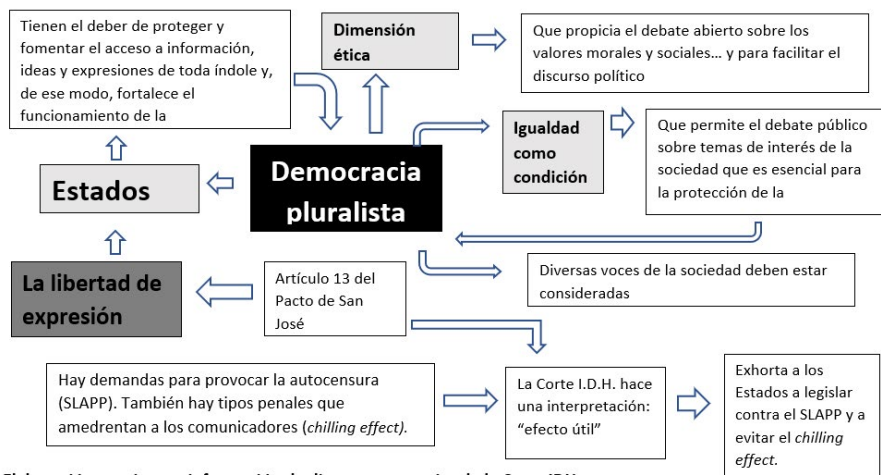 Tienen el deber de proteger y
fomentar el acceso a información,
ideas y expresiones de toda índole y,
de ese modo, fortalece el
funcionamiento de la
Dimensión
ética
Que propicia el debate abierto sobre los
valores morales y sociales... y para facilitar el
discurso político
Igualdad
como
condición
Que permite el debate público
sobre temas de interés de la
sociedad que es esencial para
la protección de la
Democracia
pluralista
Estados
La libertad de
expresión
Artículo 13 del
Pacto de San
José
Diversas voces de la sociedad deben estar
consideradas
Hay demandas para provocar la autocensura
(SLAPP). También hay tipos penales que
amedrentan a los comunicadores (chilling effect).
La Corte I.D.H. hace
una interpretación:
“efecto útil”
Exhorta a los
Estados a legislar
contra el SLAPP y a
evitar el chilling
effect.